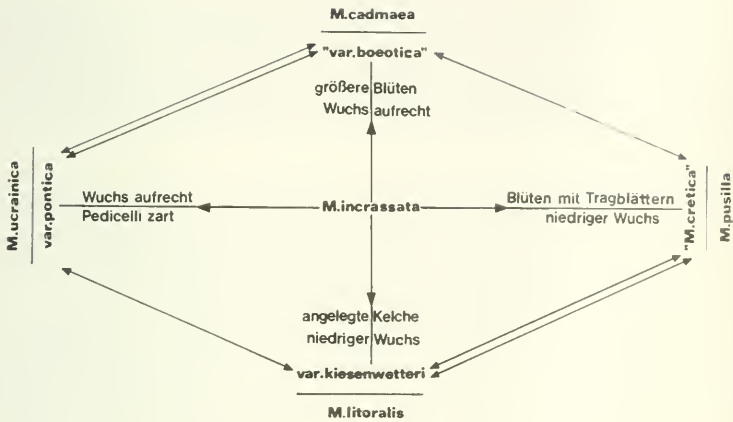 M.cadmaea
"var.boeotica"
größere Blüten
Wuchs aufrecht
M.ucrainica
var.pontica
Wuchs aufrecht
Pedicelli zart
M.incrassata
Blüten mit Tragblättern
niedriger Wuchs
"M.cretica"
M.pusilla
angelegte Kelche
niedriger Wuchs
var.kiesenwetteri
M.litoralis